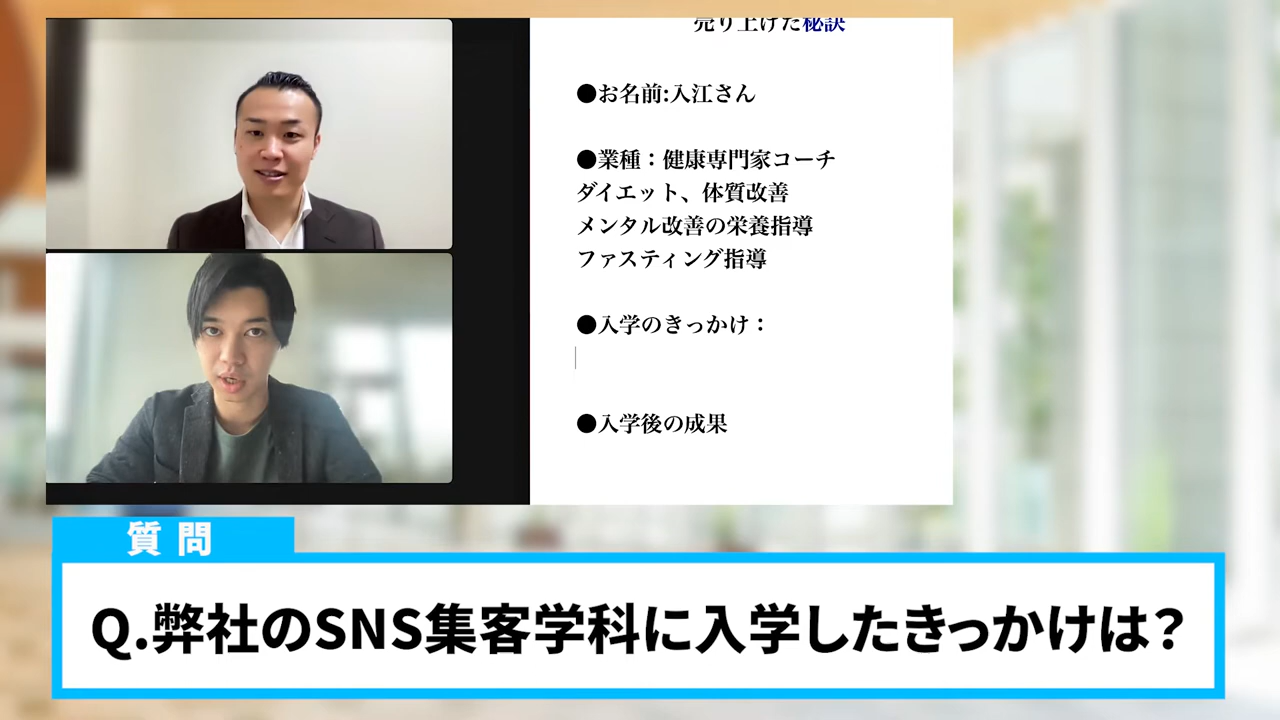 売り上げた秘訣
●お名前:入江さん
●業種：健康専門家コーチ
ダイエット、体質改善
メンタル改善の栄養指導
ファスティング指導
●入学のきっかけ：
●入学後の成果
質問
Q.弊社のSNS集客学科に入学したきっかけは？